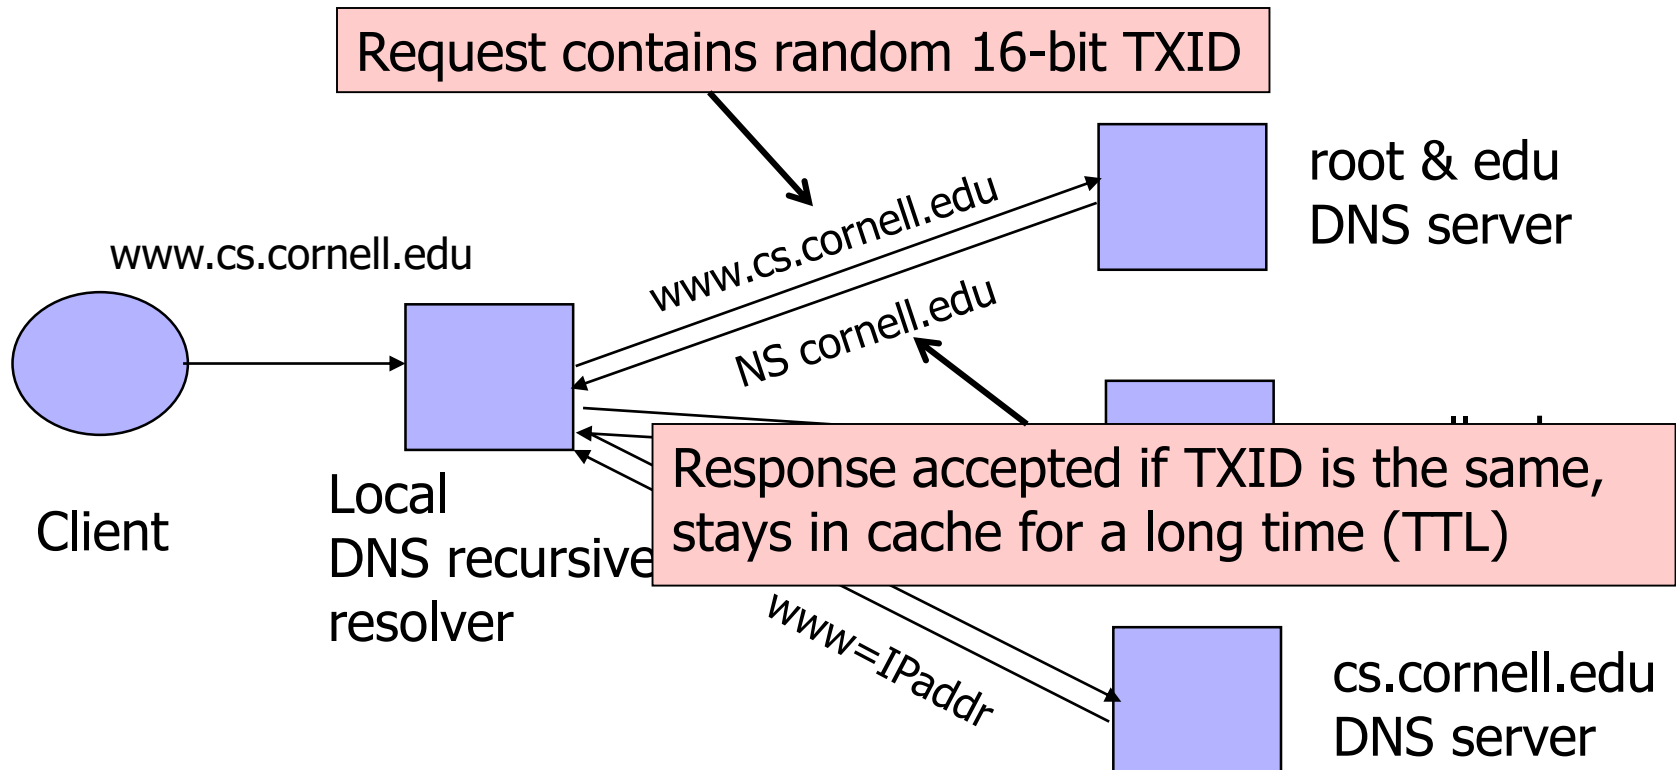 Request contains random 16-bit TXID
root & edu
DNS server
www.cs.cornell.edu
www.cs.cornell.edu
NS cornell.edu
Response accepted if TXID is the same,
stays in cache for a long time (TTL)
Client
Local
DNS recursive
resolver
www=IPaddr
cs.cornell.edu
DNS server